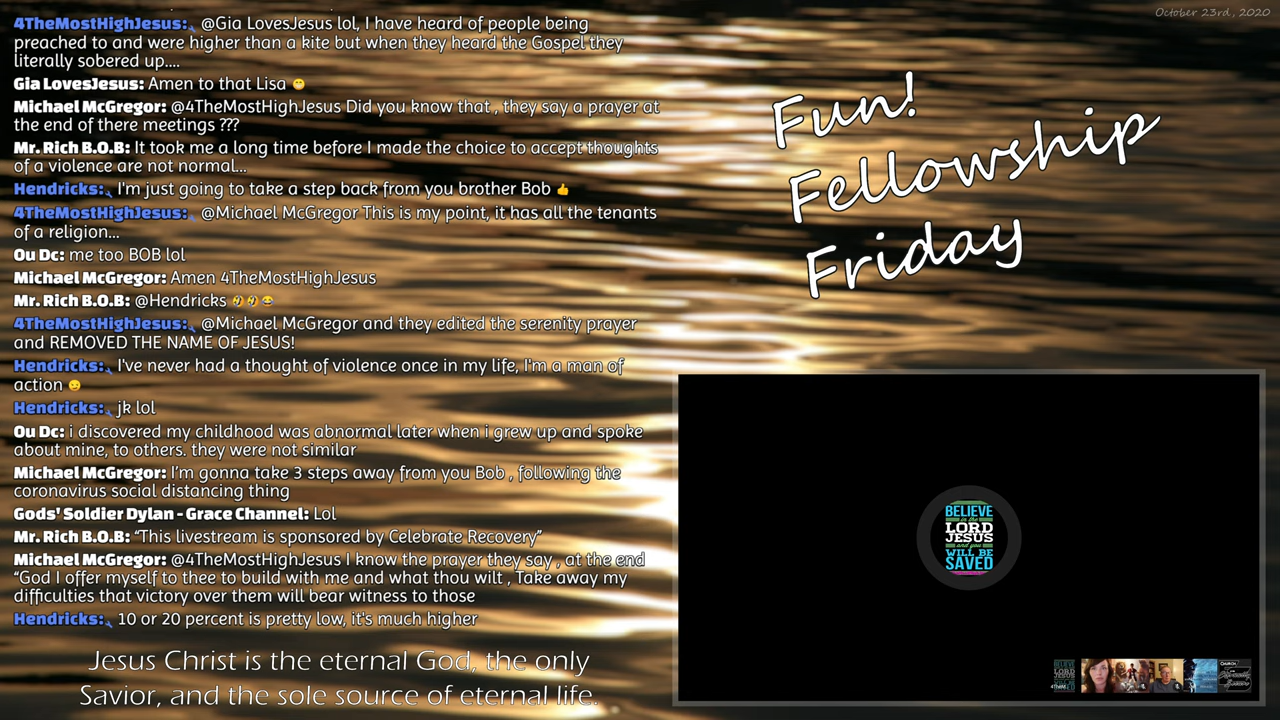 4TheMostHighJesus: @Gia LovesJesus lol, I have heard of people being
preached to and were higher than a kite but when they heard the Gospel they
literally sobered up....
Gia LovesJesus: Amen to that Lisa 😁
Michael McGregor: @4TheMostHighJesus Did you know that , they say a prayer at
the end of there meetings ???
Mr. Rich B.O.B: It took me a long time before I made the choice to accept thoughts
of a violence are not normal...
Hendricks: I'm just going to take a step back from you brother Bob 👍
4TheMostHighJesus: @Michael McGregor This is my point, it has all the tenants
of a religion...
Ou Dc: me too BOB lol
Michael McGregor: Amen 4TheMostHighJesus
Mr. Rich B.O.B: @Hendricks 🤣🤣😂
4TheMostHighJesus: @Michael McGregor and they edited the serenity prayer
and REMOVED THE NAME OF JESUS!
Hendricks: I've never had a thought of violence once in my life, I'm a man of
action 😏
Hendricks: jk lol
Ou Dc: i discovered my childhood was abnormal later when i grew up and spoke
about mine, to others. they were not similar
Michael McGregor: I'm gonna take 3 steps away from you Bob , following the
coronavirus social distancing thing
Gods' Soldier Dylan - Grace Channel: Lol
Mr. Rich B.O.B: “This livestream is sponsored by Celebrate Recovery”
Michael McGregor: @4TheMostHighJesus I know the prayer they say , at the end
“God I offer myself to thee to build with me and what thou wilt , Take away my
difficulties that victory over them will bear witness to those
Hendricks: 10 or 20 percent is pretty low, it's much higher
Jesus Christ is the eternal God, the only
Savior, and the sole source of eternal life.
October 23rd, 2020
Fun!
Fellowship
Friday
BELIEVE
in the
LORD
JESUS
and you
WILL BE
SAVED